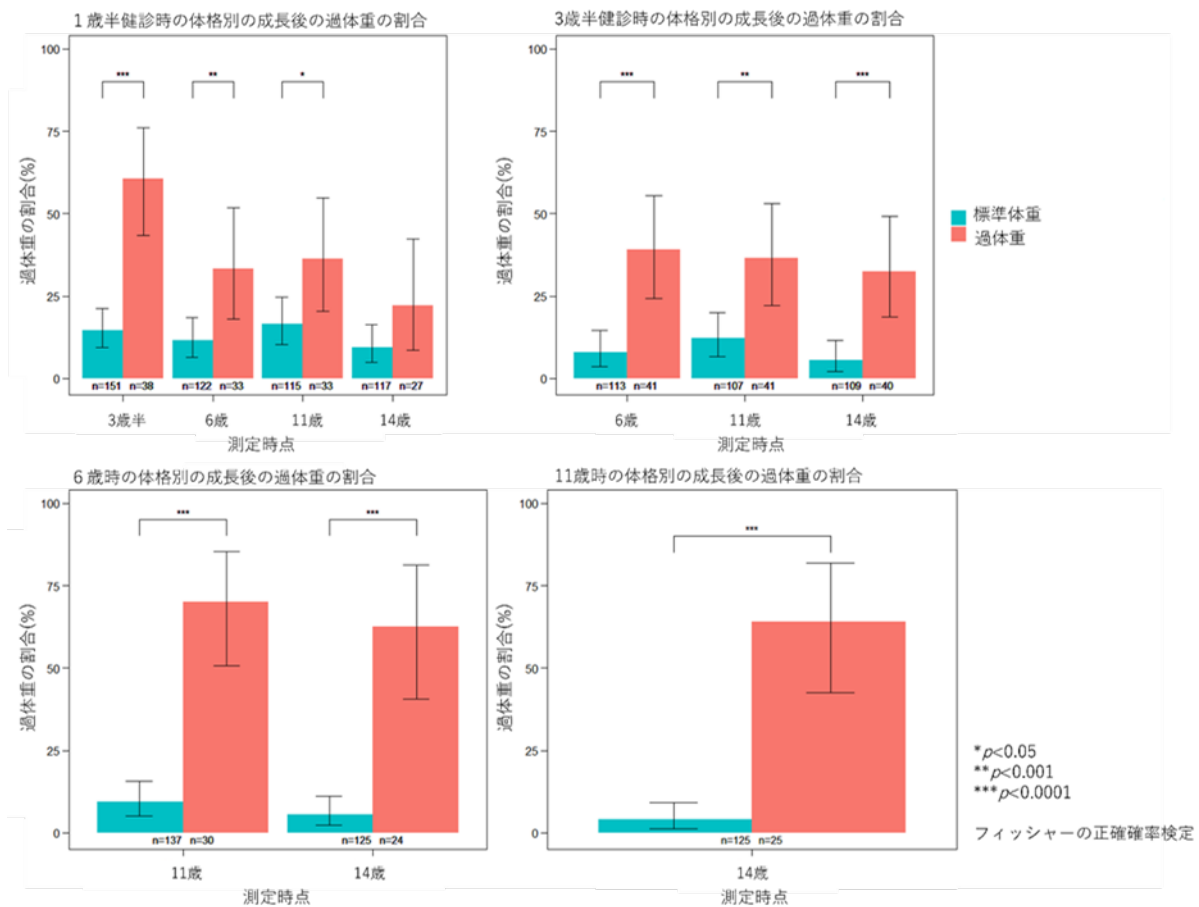 1歳半健診時の体格別の成長後の過体重の割合
過体重の割合(%)
100
75
50
25
0
***
**
*
n=151 n=38 n=122 n=33 n=115 n=33 n=117 n=27
3歳半 6歳 11歳 14歳
測定時点
3歳半健診時の体格別の成長後の過体重の割合
過体重の割合(%)
100
75
50
25
0
***
**
***
n=113 n=41 n=107 n=41 n=109 n=40
6歳 11歳 14歳
測定時点
標準体重
過体重
6歳時の体格別の成長後の過体重の割合
過体重の割合(%)
100
75
50
25
0
***
***
n=137 n=30 n=125 n=24
11歳 14歳
測定時点
11歳時の体格別の成長後の過体重の割合
過体重の割合(%)
100
75
50
25
0
***
n=125 n=25
14歳
測定時点
*p<0.05
**p<0.001
***p<0.0001
フィッシャーの正確確率検定